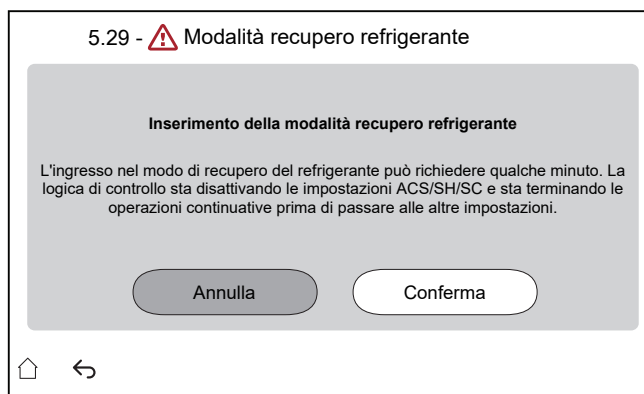 5.29 - Modalità recupero refrigerante
Inserimento della modalità recupero refrigerante
L'ingresso nel modo di recupero del refrigerante può richiedere qualche minuto. La
logica di controllo sta disattivando le impostazioni ACS/SH/SC e sta terminando le
operazioni continuative prima di passare alle altre impostazioni.
Annulla
Conferma